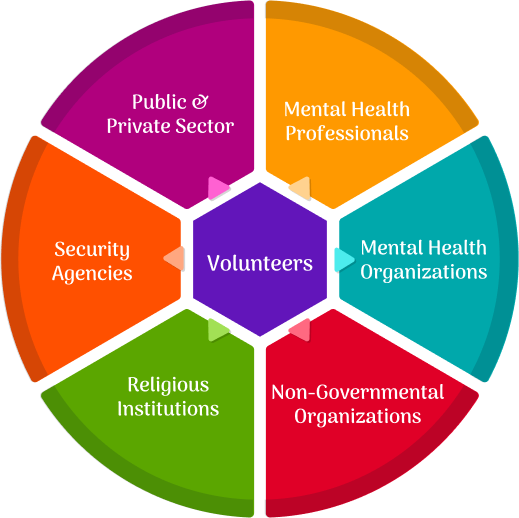 Public &
Private Sector
Mental Health
Professionals
Security
Agencies
Volunteers
Mental Health
Organizations
Religious
Institutions
Non-Governmental
Organizations